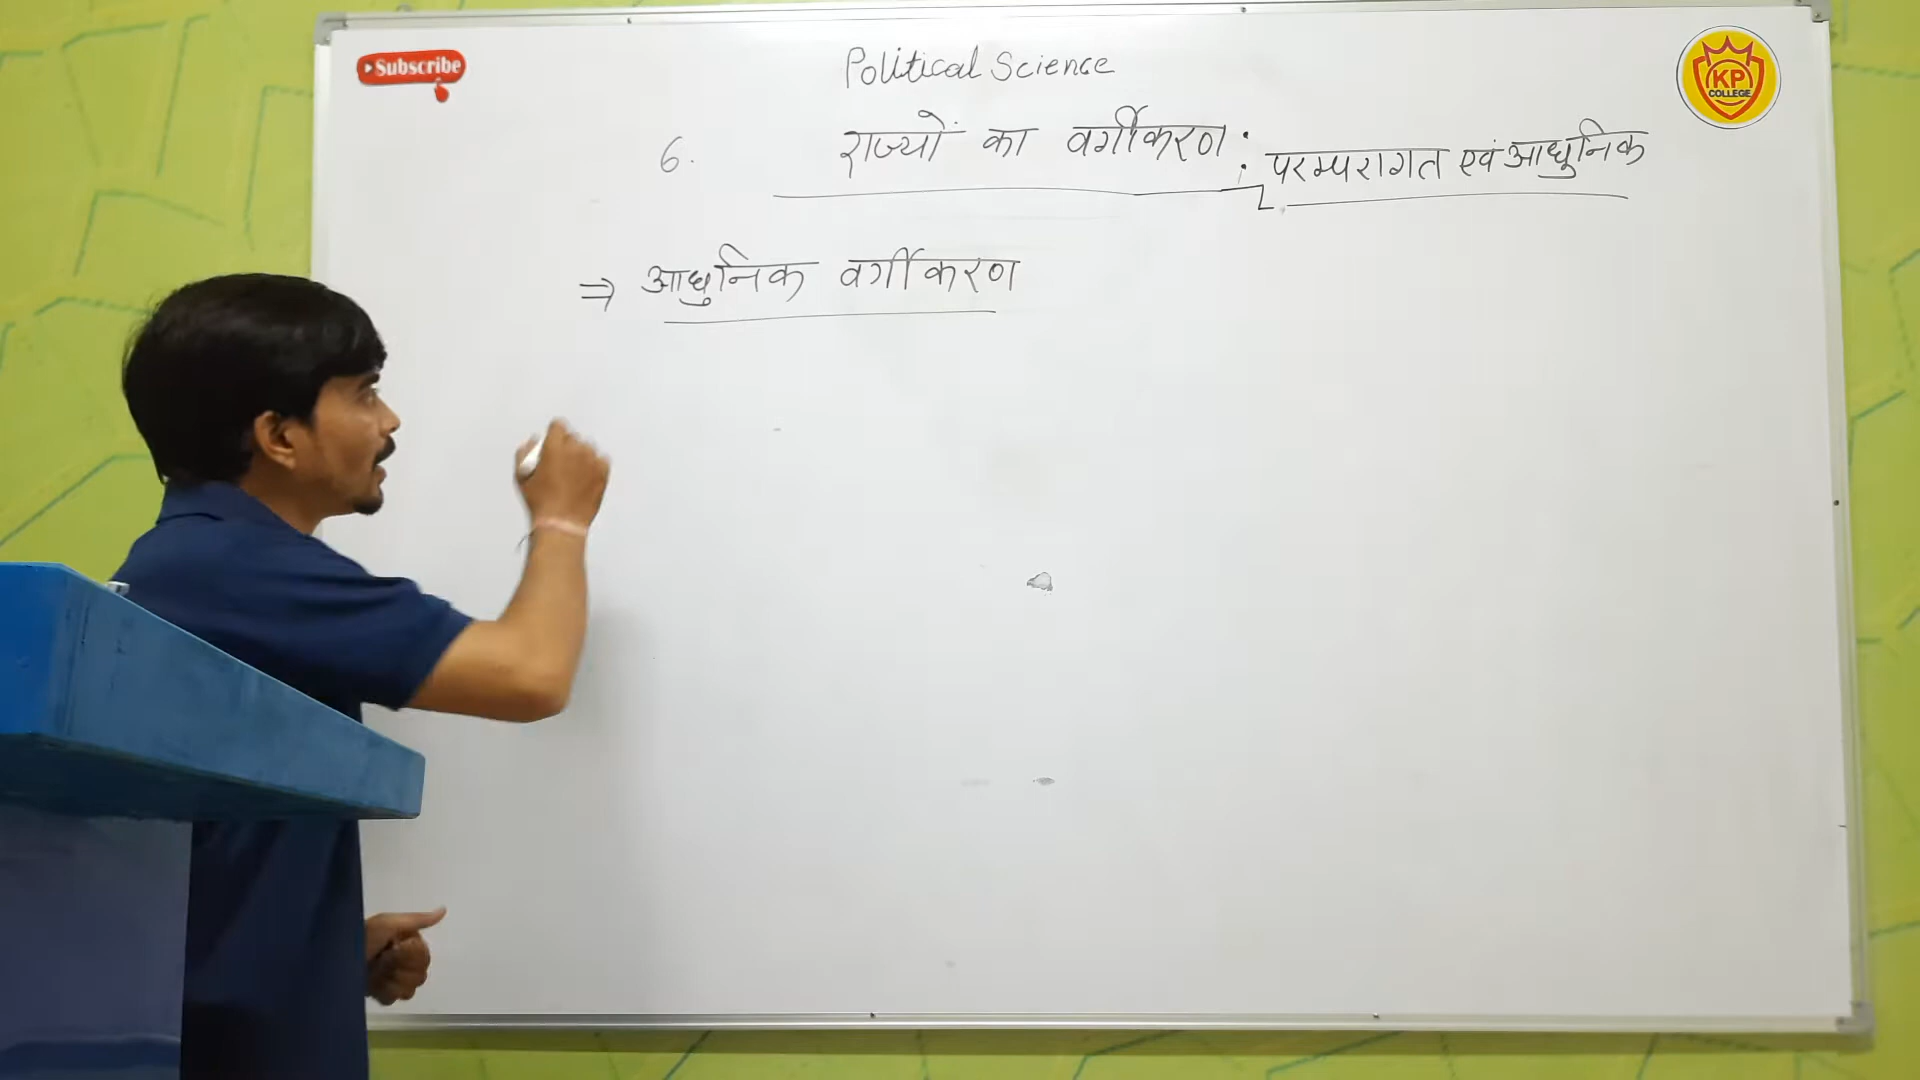 Subscribe
Political Science
KP
COLLEGE
6. राज्यों का वर्गीकरण : परम्परागत एवं आधुनिक
⇒ आधुनिक वर्गीकरण